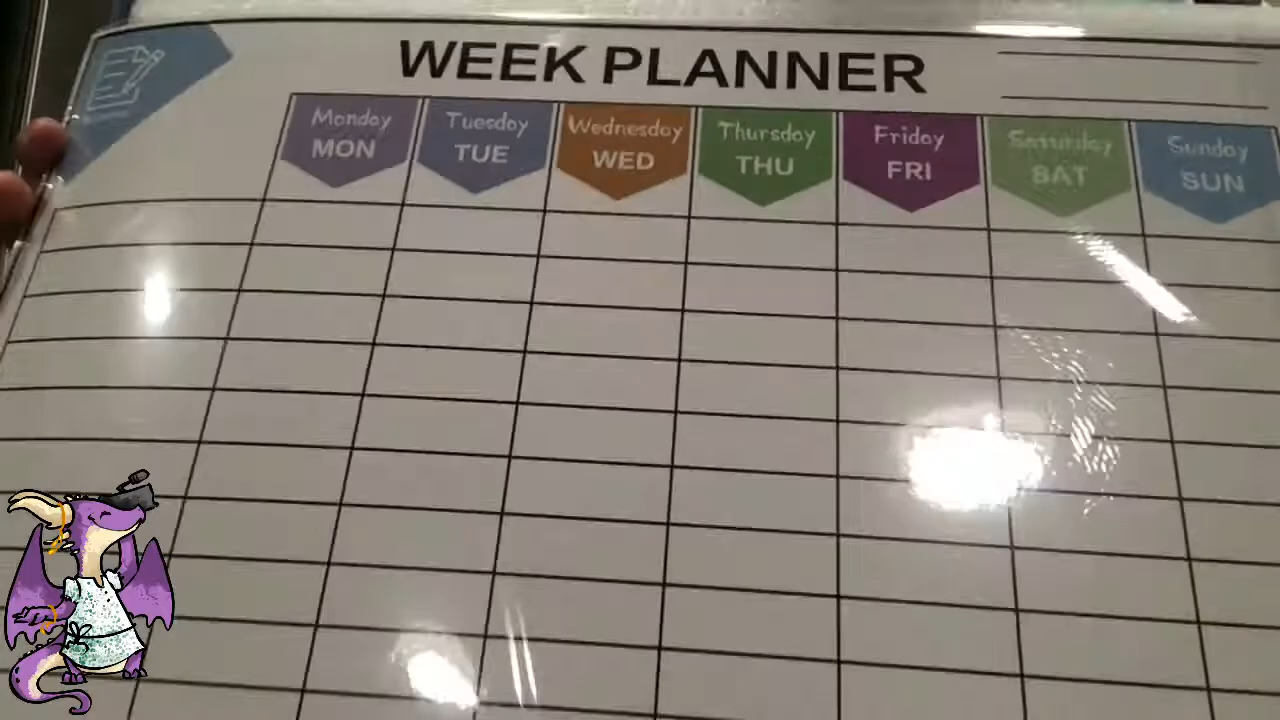 WEEK PLANNER
Monday Tuesday Wednesday Thursday Friday Saturday Sunday
MON TUE WED THU FRI SAT SUN